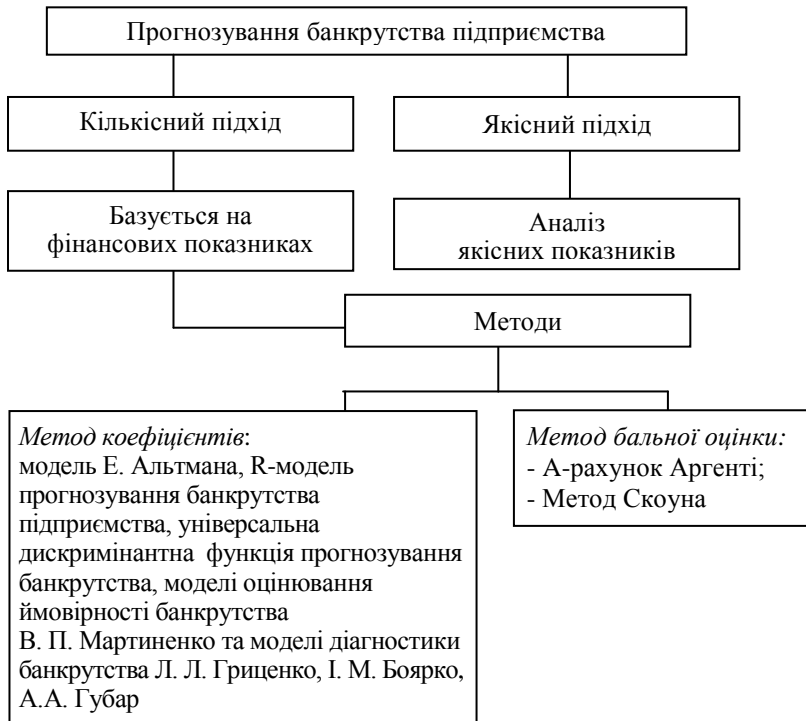 Прогнозування банкрутства підприємства
Кількісний підхід
Якісний підхід
Базується на
фінансових показниках
Аналіз
якісних показників
Методи
Метод коефіцієнтів:
модель Е. Альтмана, R-модель
прогнозування банкрутства
підприємства, універсальна
дискримінантна функція прогнозування
банкрутства, моделі оцінювання
ймовірності банкрутства
В. П. Мартиненко та моделі діагностики
банкрутства Л. Л. Гриценко, І. М. Боярко,
А.А. Губар
Метод бальної оцінки:
- А-рахунок Аргенті;
- Метод Скоуна